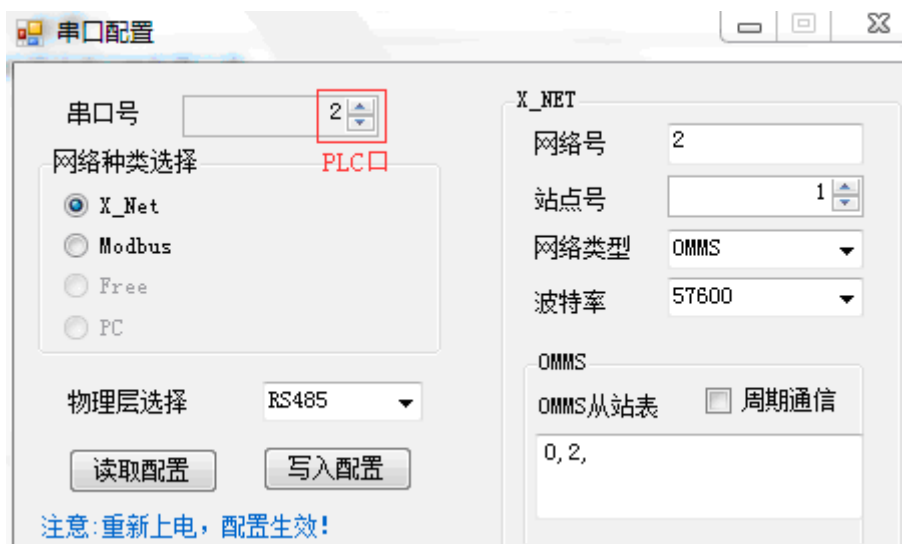 串口配置
串口号
2
PLC口
网络种类选择
X_Net
Modbus
Free
PC
物理层选择
RS485
读取配置
写入配置
注意:重新上电，配置生效!
X_NET
网络号
2
站点号
1
网络类型
OMMS
波特率
57600
OMMS
OMMS从站表
周期通信
0,2,